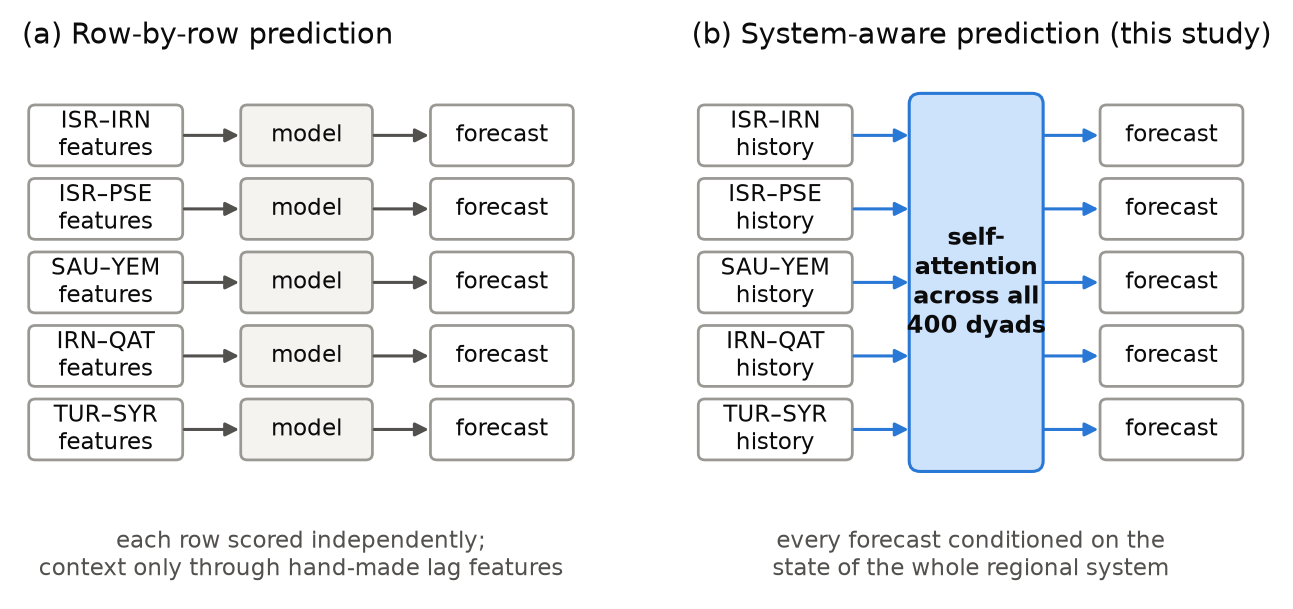 (a) Row-by-row prediction
ISR–IRN
features
model
forecast
ISR–PSE
features
model
forecast
SAU–YEM
features
model
forecast
IRN–QAT
features
model
forecast
TUR–SYR
features
model
forecast
each row scored independently;
context only through hand-made lag features
(b) System-aware prediction (this study)
ISR–IRN
history
forecast
ISR–PSE
history
forecast
SAU–YEM
history
forecast
IRN–QAT
history
forecast
TUR–SYR
history
forecast
self-
attention
across all
400 dyads
every forecast conditioned on the
state of the whole regional system